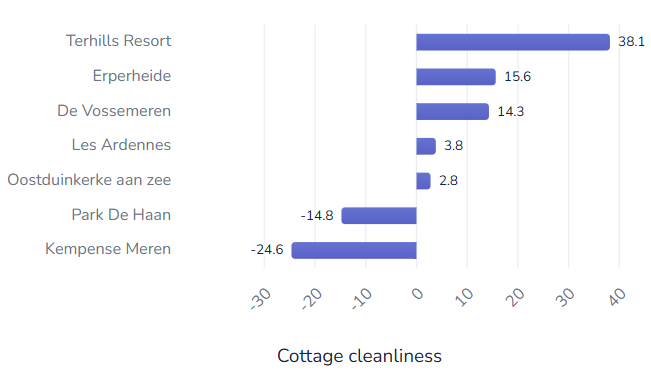 Terhills Resort 38.1
Erperheide 15.6
De Vossemeren 14.3
Les Ardennes 3.8
Oostduinkerke aan zee 2.8
Park De Haan -14.8
Kempense Meren -24.6
-30 -20 -10 0 10 20 30 40
Cottage cleanliness